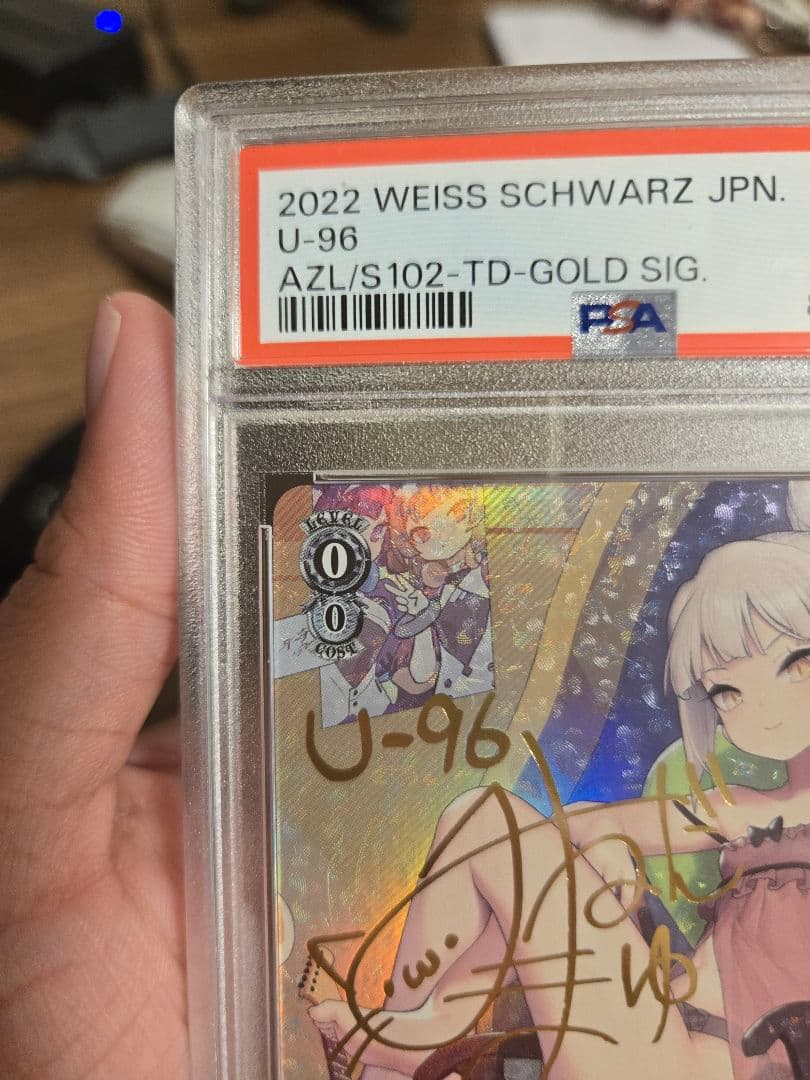 2022 WEISS SCHWARZ JPN.
U-96
AZL/S102-TD-GOLD SIG.
PSA
LEVEL
0
0
COST
U-96